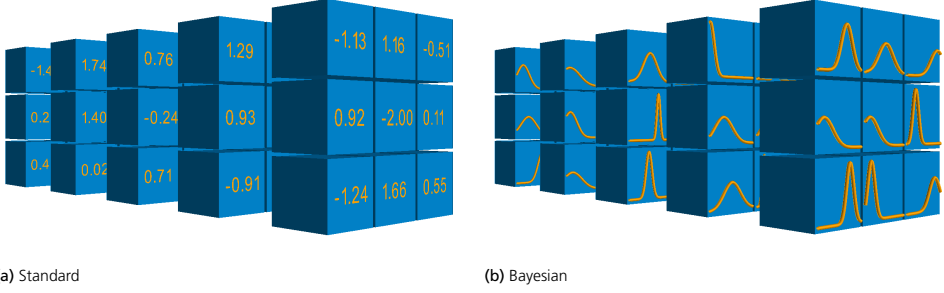 -1.4 1.74 0.76 1.29 -1.13 1.16 -0.51
0.2 1.40 -0.24 0.93 0.92 -2.00 0.11
0.4 0.02 0.71 -0.91 -1.24 1.66 0.55
a) Standard
(b) Bayesian